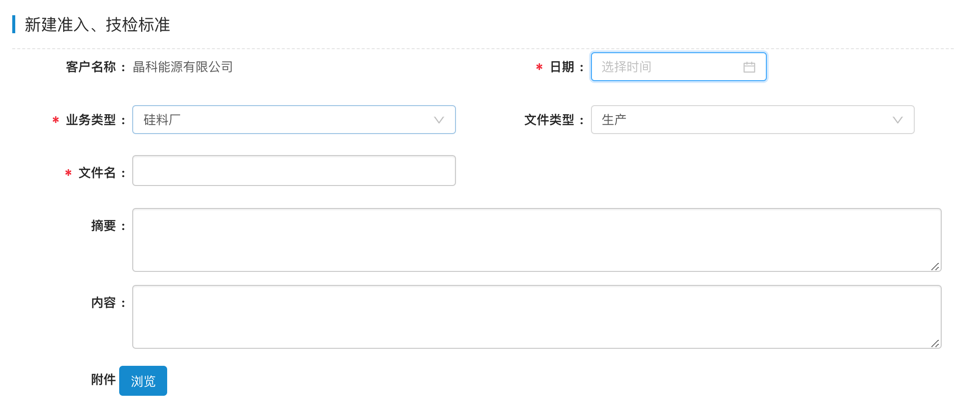 新建准入、技检标准
客户名称： 晶科能源有限公司 * 日期： 选择时间
* 业务类型： 硅料厂 文件类型： 生产
* 文件名：
摘要：
内容：
附件 浏览